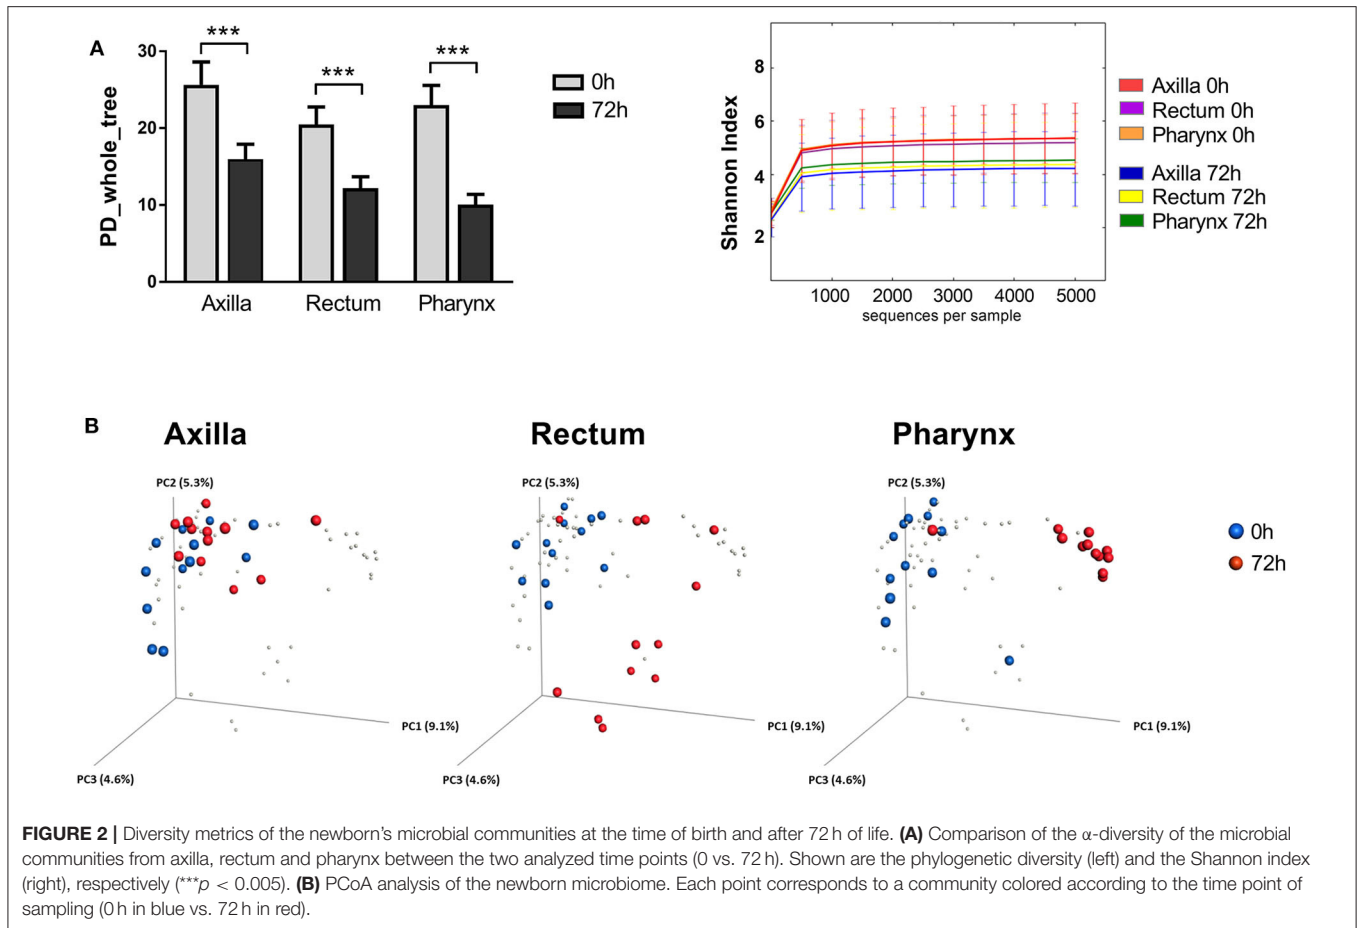 A
PD_whole_tree
30
20
10
0
***
***
***
Axilla
Rectum
Pharynx
0h
72h
Shannon Index
8
6
4
2
1000 2000 3000 4000 5000
sequences per sample
Axilla 0h
Rectum 0h
Pharynx 0h
Axilla 72h
Rectum 72h
Pharynx 72h
B
Axilla
Rectum
Pharynx
PC2 (5.3%)
PC1 (9.1%)
PC3 (4.6%)
PC2 (5.3%)
PC1 (9.1%)
PC3 (4.6%)
PC2 (5.3%)
PC1 (9.1%)
PC3 (4.6%)
0h
72h
FIGURE 2 | Diversity metrics of the newborn's microbial communities at the time of birth and after 72 h of life. (A) Comparison of the α-diversity of the microbial
communities from axilla, rectum and pharynx between the two analyzed time points (0 vs. 72 h). Shown are the phylogenetic diversity (left) and the Shannon index
(right), respectively (***p < 0.005). (B) PCoA analysis of the newborn microbiome. Each point corresponds to a community colored according to the time point of
sampling (0 h in blue vs. 72 h in red).